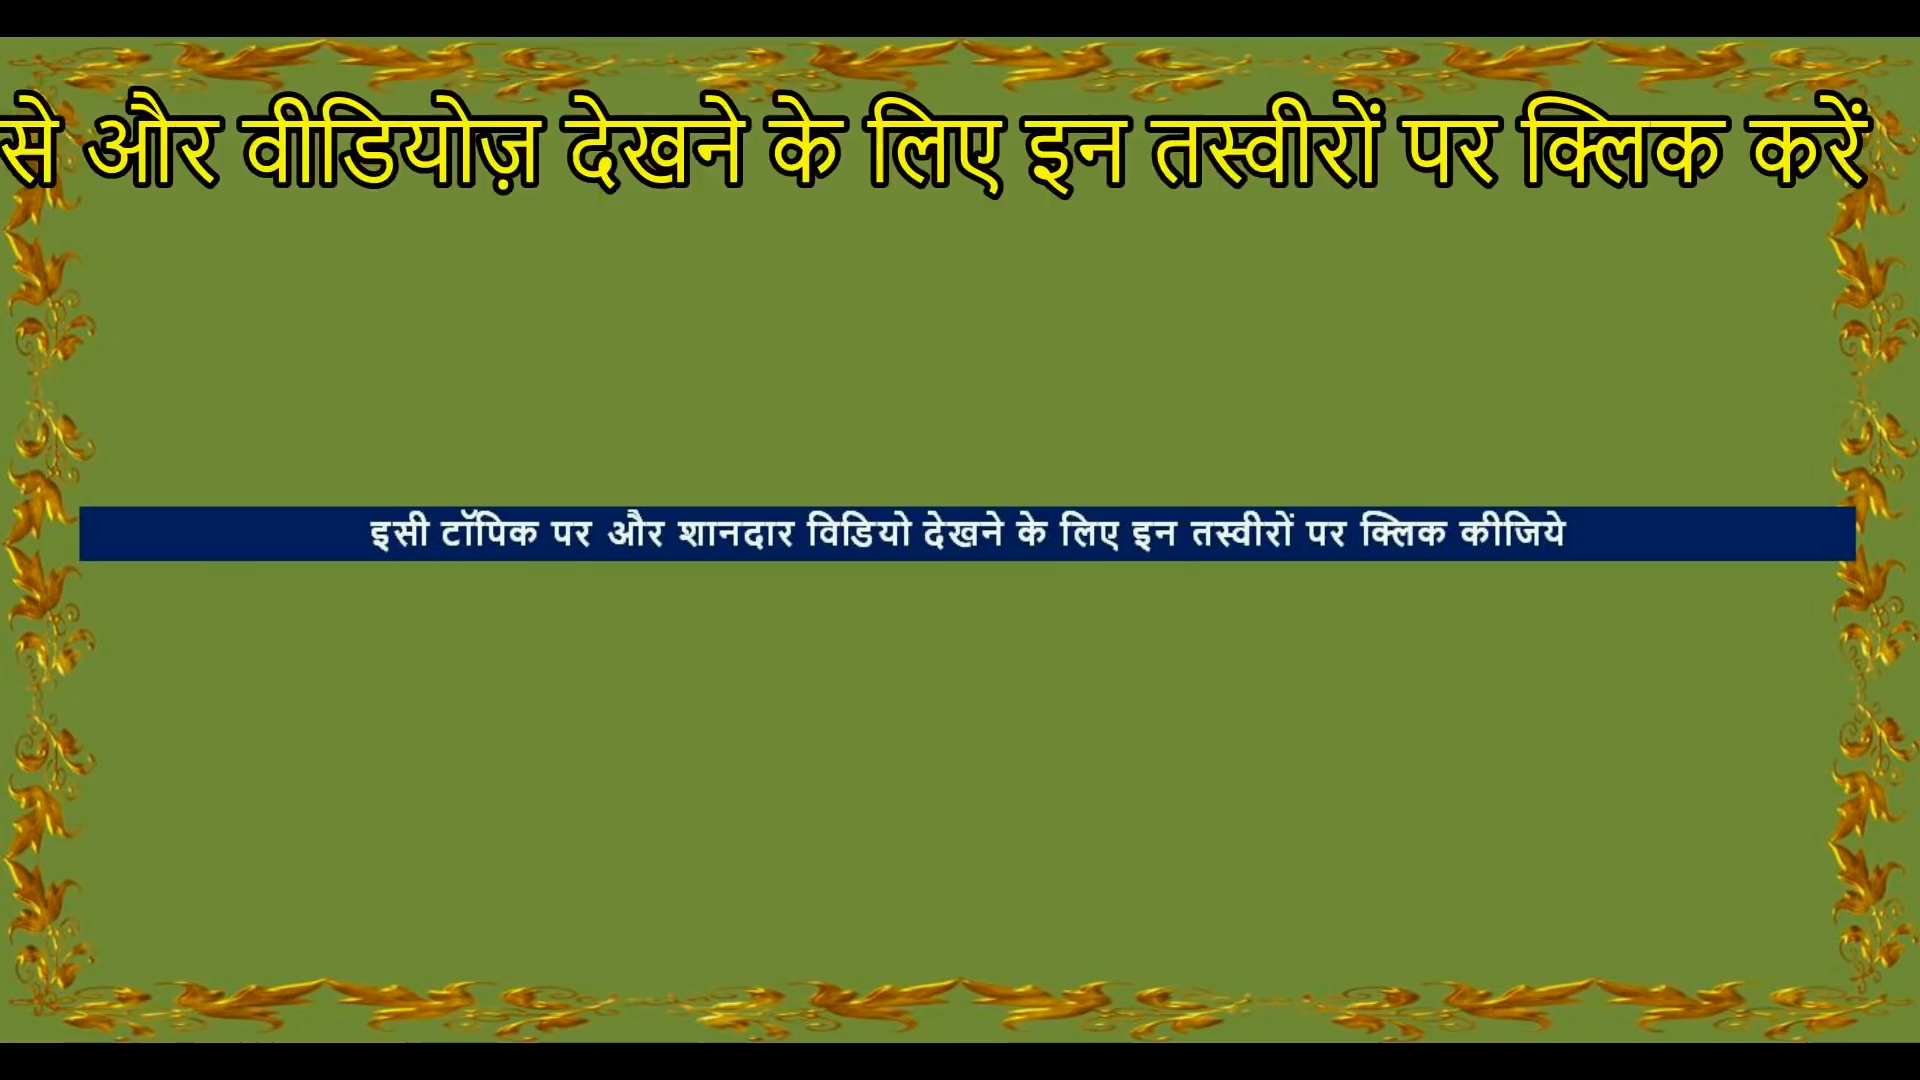 से और वीडियोज़ देखने के लिए इन तस्वीरों पर क्लिक करें
इसी टॉपिक पर और शानदार विडियो देखने के लिए इन तस्वीरों पर क्लिक कीजिये